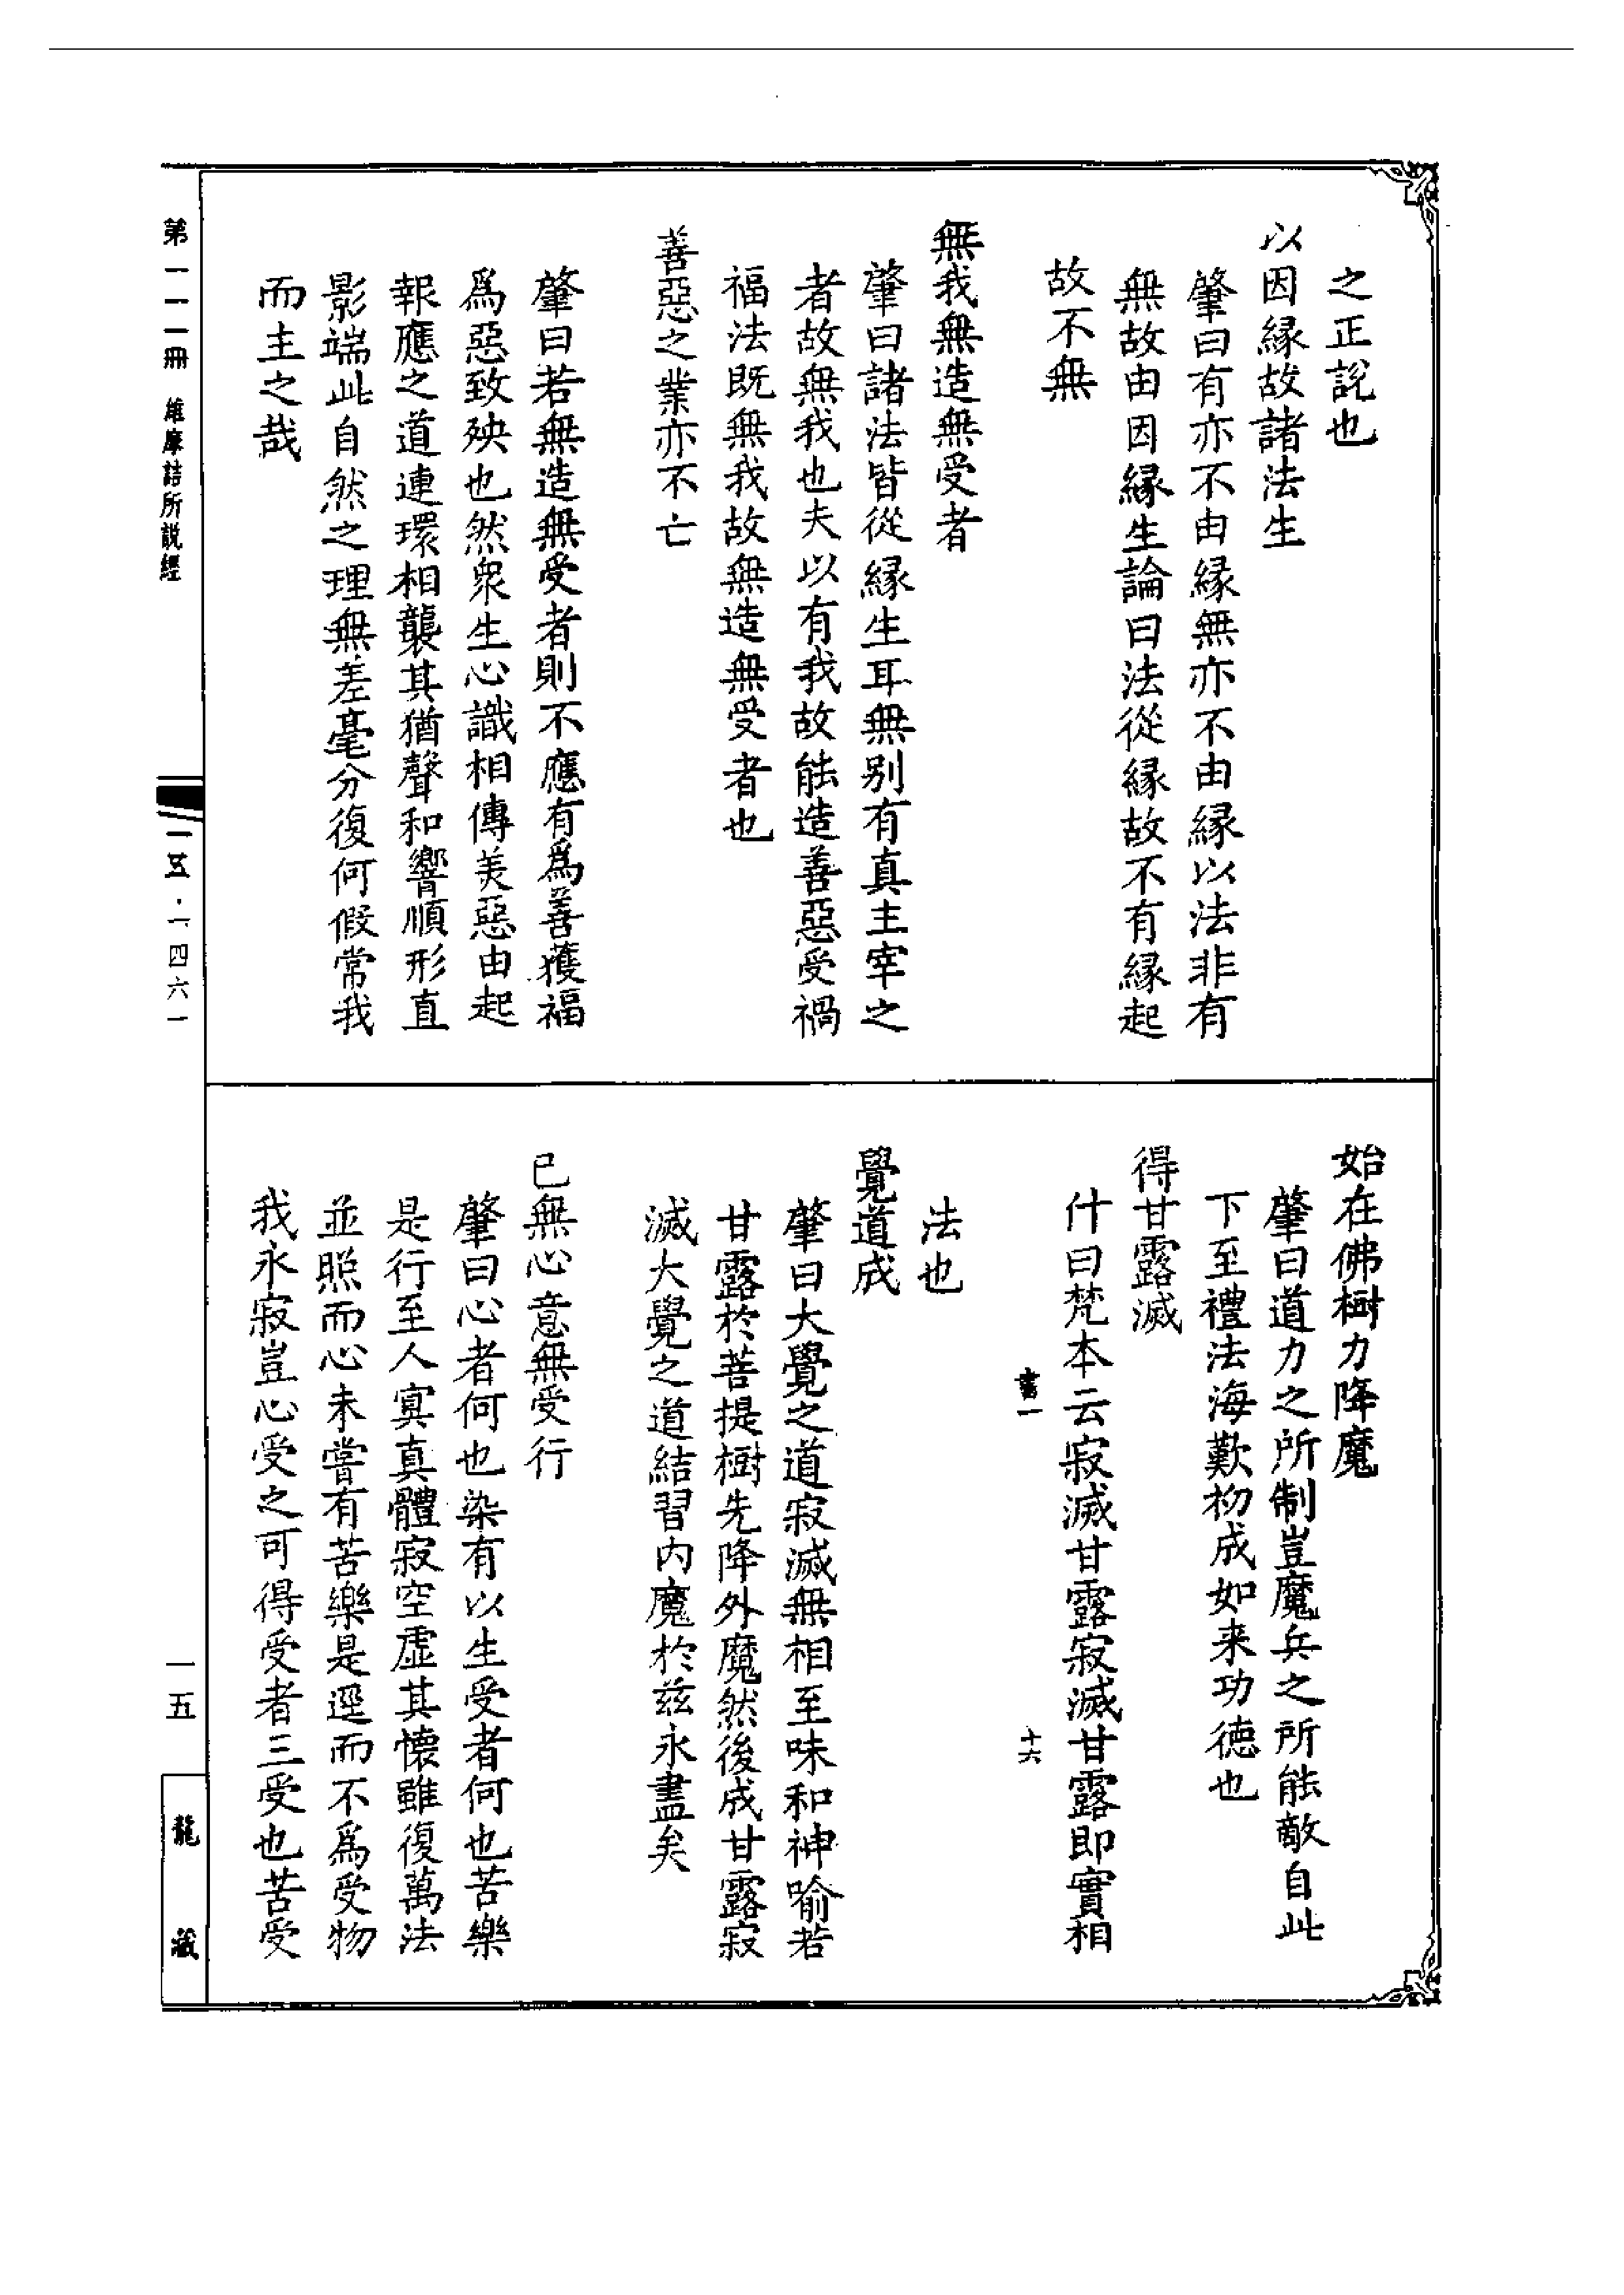 之正説也
以因縁故諸法生
肇曰有亦不由縁無亦不由縁以法非有
無故由因縁生論曰法從縁故不有縁起
故不無
無我無造無受者
肇曰諸法皆從縁生耳無别有真主宰之
者故無我也夫以有我故能造善惡受禍
福法既無我故無造無受者也
善惡之業亦不亡
肇曰若無造無受者則不應有爲善獲福
爲惡致殃也然衆生心識相傳美惡由起
報應之道連環相襲其猶聲和響順形直
影端此自然之理無差毫分復何假常我
而主之哉
始在佛樹力降魔
肇曰道力之所制豈魔兵之所能敵自此
下至禮法海歎初成如来功徳也
得甘露滅
什曰梵本云寂滅甘露寂滅甘露即實相
書一
十六
法也
覺道成
肇曰大覺之道寂滅無相至味和神喻若
甘露於菩提樹先降外魔然後成甘露寂
滅大覺之道結習内魔於兹永盡矣
已無心意無受行
肇曰心者何也染有以生受者何也苦樂
是行至人㝠真體寂空虛其懷雖復萬法
並照而心未甞有苦樂是逕而不爲受物
我永寂豈心受之可得受者三受也苦受
第一一一冊 維摩詰所説經
一五·一四六一
一五
龍藏